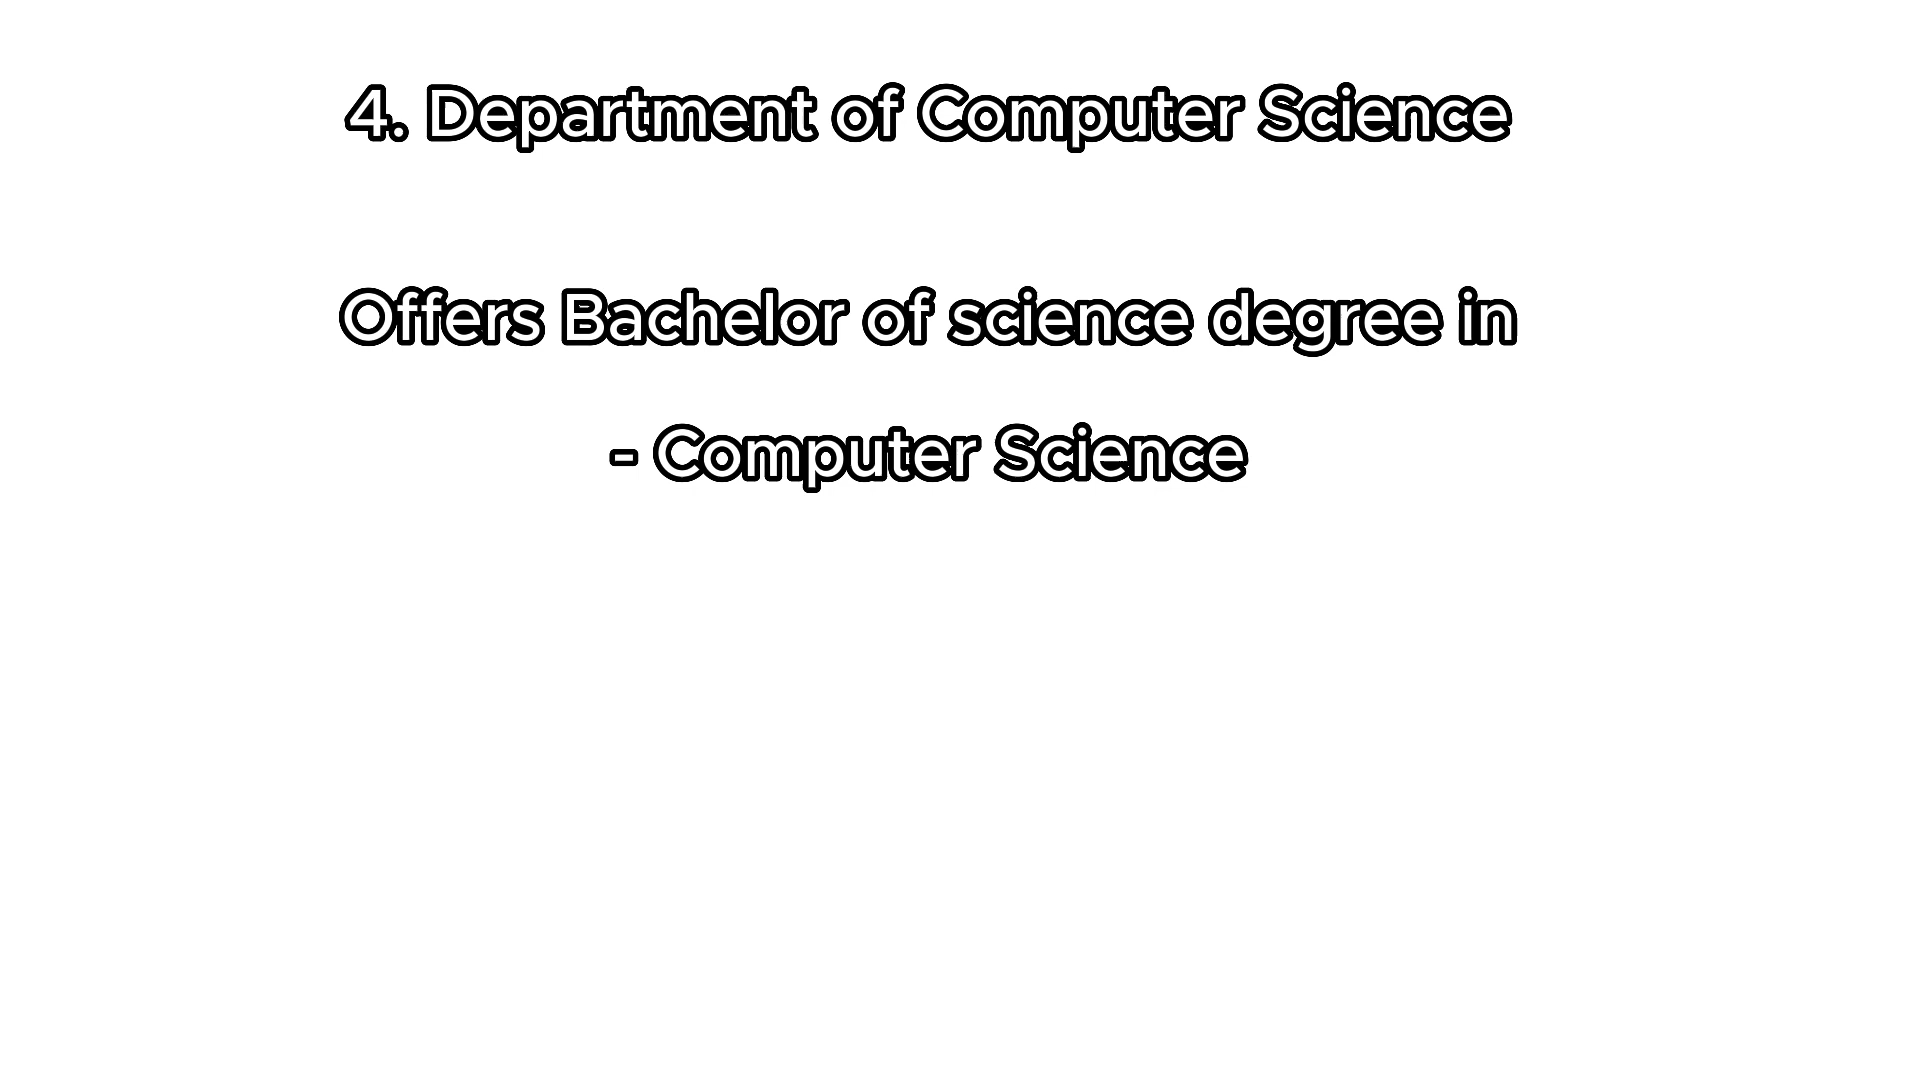 4. Department of Computer Science
Offers Bachelor of science degree in
- Computer Science